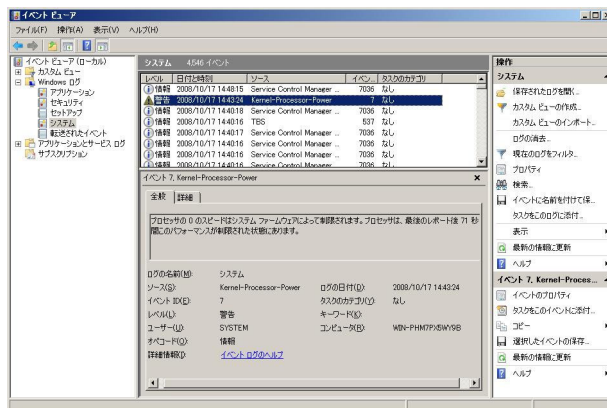 イベント ビューア
ファイル(F) 操作(A) 表示(V) ヘルプ(H)
イベント ビューア (ローカル)
カスタム ビュー
Windows ログ
アプリケーション
セキュリティ
セットアップ
システム
転送されたイベント
アプリケーションとサービス ログ
サブスクリプション
システム 4,546 イベント
レベル 日付と時刻 ソース イベン... タスクのカテゴリ
情報 2008/10/17 14:48:15 Service Control Manager ... 7036 なし
警告 2008/10/17 14:43:24 Kernel-Processor-Power 7 なし
情報 2008/10/17 14:40:18 Service Control Manager ... 7036 なし
情報 2008/10/17 14:40:16 TBS 537 なし
情報 2008/10/17 14:40:17 Service Control Manager ... 7036 なし
情報 2008/10/17 14:40:16 Service Control Manager ... 7036 なし
情報 2008/10/17 14:40:16 Service Control Manager ... 7036 なし
イベント 7, Kernel-Processor-Power
全般 詳細
プロセッサの 0 のスピードはシステム ファームウェアによって制限されます。プロセッサは、最後のレポート後 71 秒
間このパフォーマンスが制限された状態にあります。
ログの名前(M): システム
ソース(S): Kernel-Processor-Power ログの日付(D): 2008/10/17 14:43:24
イベント ID(E): 7 タスクのカテゴリ(Y): なし
レベル(L): 警告 キーワード(K):
ユーザー(U): SYSTEM コンピュータ(R): WIN-PHM7PX5WY9B
オペコード(O): 情報
詳細情報(I): イベント ログのヘルプ
操作
システム
保存されたログを開く...
カスタム ビューの作成...
カスタム ビューのインポート...
ログの消去...
現在のログをフィルタ...
プロパティ
検索...
イベントに名前を付けて保...
タスクをこのログに添付...
表示
最新の情報に更新
ヘルプ
イベント 7, Kernel-Proces...
イベントのプロパティ
タスクをこのイベントに添付...
コピー
選択したイベントの保存...
最新の情報に更新
ヘルプ